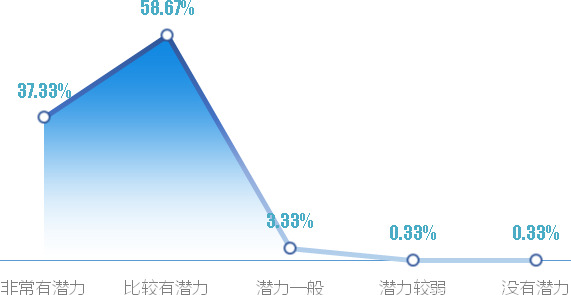 58.67%
37.33%
3.33%
0.33%
0.33%
非常有潜力
比较有潜力
潜力一般
潜力较弱
没有潜力